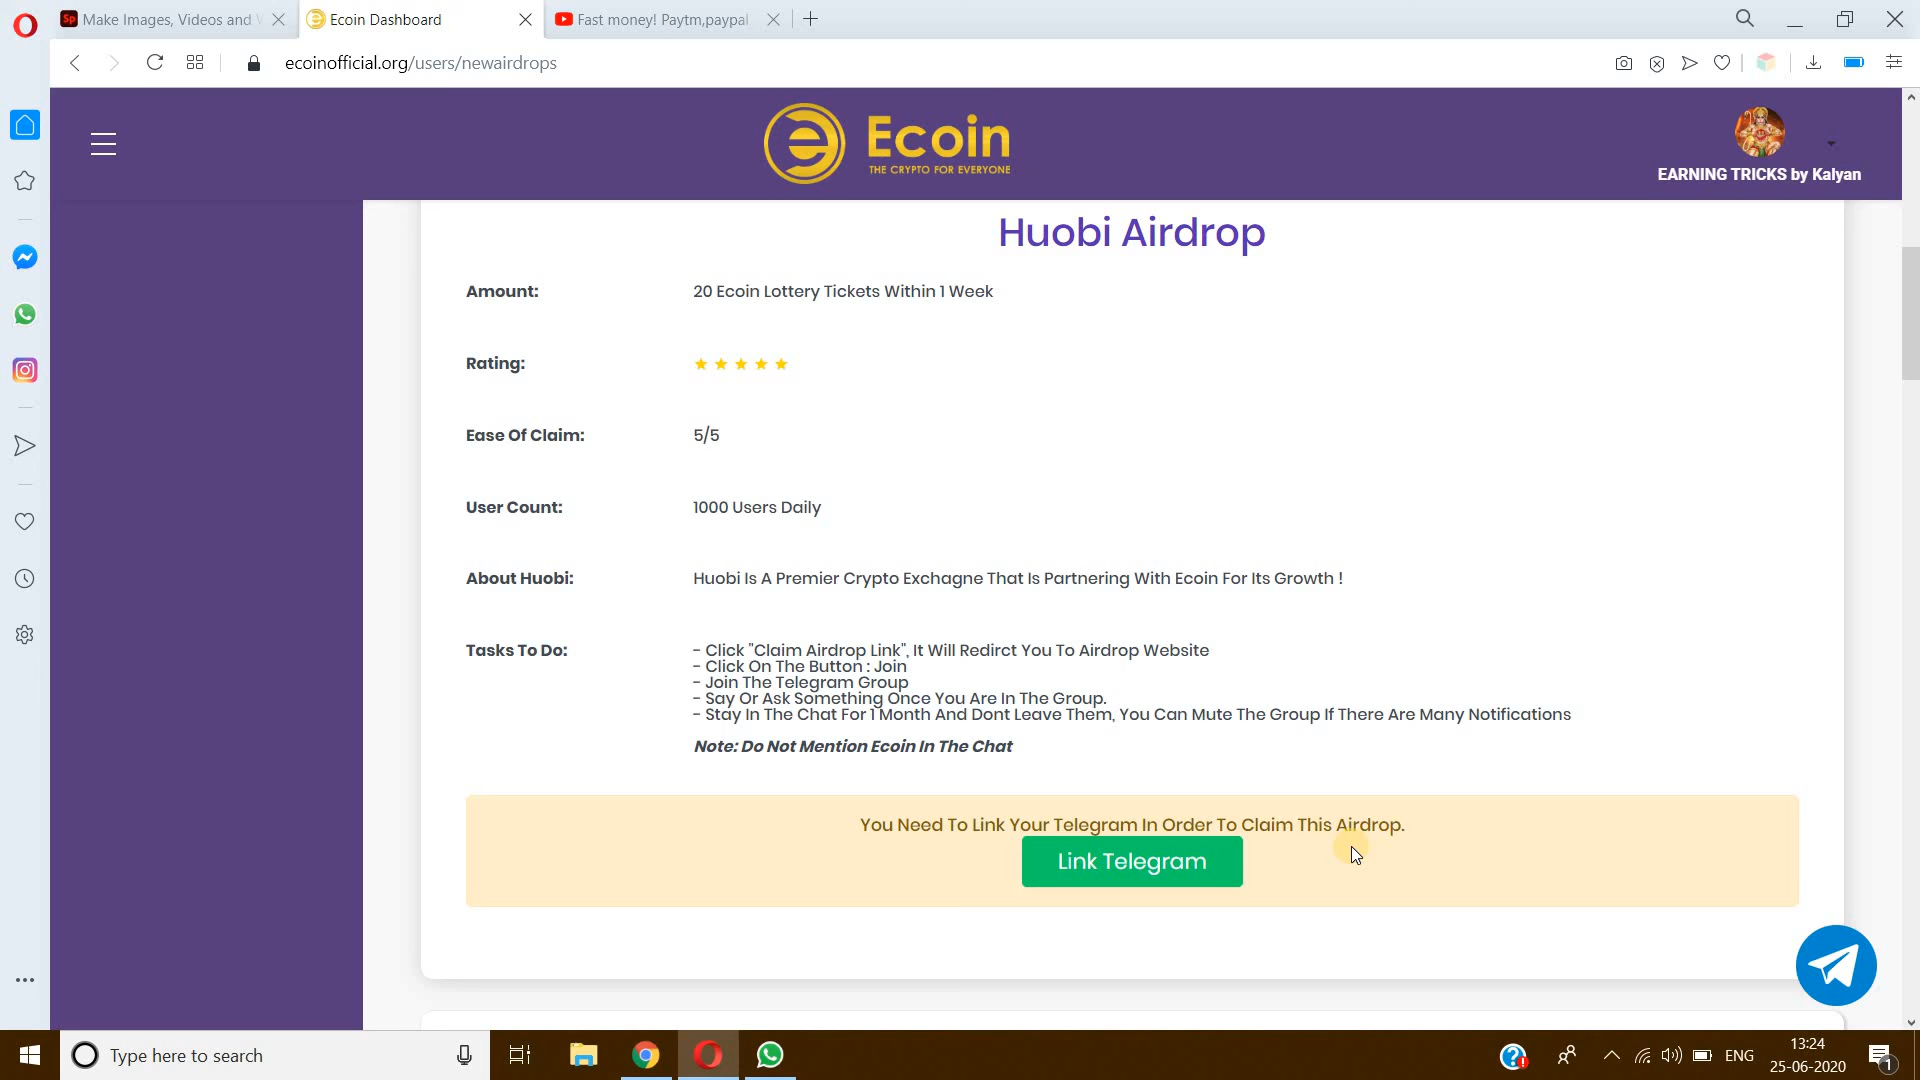 Make Images, Videos and
Ecoin Dashboard
Fast money! Paytm,paypal
ecoinofficial.org/users/newairdrops
Ecoin
THE CRYPTO FOR EVERYONE
EARNING TRICKS by Kalyan
Huobi Airdrop
Amount: 20 Ecoin Lottery Tickets Within 1 Week
Rating:
Ease Of Claim: 5/5
User Count: 1000 Users Daily
About Huobi: Huobi Is A Premier Crypto Exchagne That Is Partnering With Ecoin For Its Growth !
Tasks To Do: - Click "Claim Airdrop Link", It Will Redirct You To Airdrop Website
- Click On The Button : Join
- Join The Telegram Group
- Say Or Ask Something Once You Are In The Group.
- Stay In The Chat For 1 Month And Dont Leave Them, You Can Mute The Group If There Are Many Notifications
Note: Do Not Mention Ecoin In The Chat
You Need To Link Your Telegram In Order To Claim This Airdrop.
Link Telegram
Type here to search
ENG
13:24
25-06-2020
1